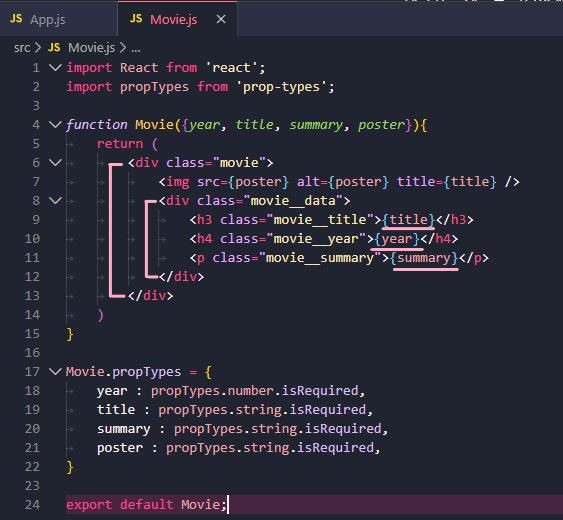 JS App.js JS Movie.js ×
src > JS Movie.js > ...
1 import React from 'react';
2 import propTypes from 'prop-types';
3
4 function Movie({year, title, summary, poster}){
5 return (
6 <div class="movie">
7 <img src={poster} alt={poster} title={title} />
8 <div class="movie__data">
9 <h3 class="movie__title">{title}</h3>
10 <h4 class="movie__year">{year}</h4>
11 <p class="movie__summary">{summary}</p>
12 </div>
13 </div>
14 )
15 }
16
17 Movie.propTypes = {
18 year : propTypes.number.isRequired,
19 title : propTypes.string.isRequired,
20 summary : propTypes.string.isRequired,
21 poster : propTypes.string.isRequired,
22 }
23
24 export default Movie;